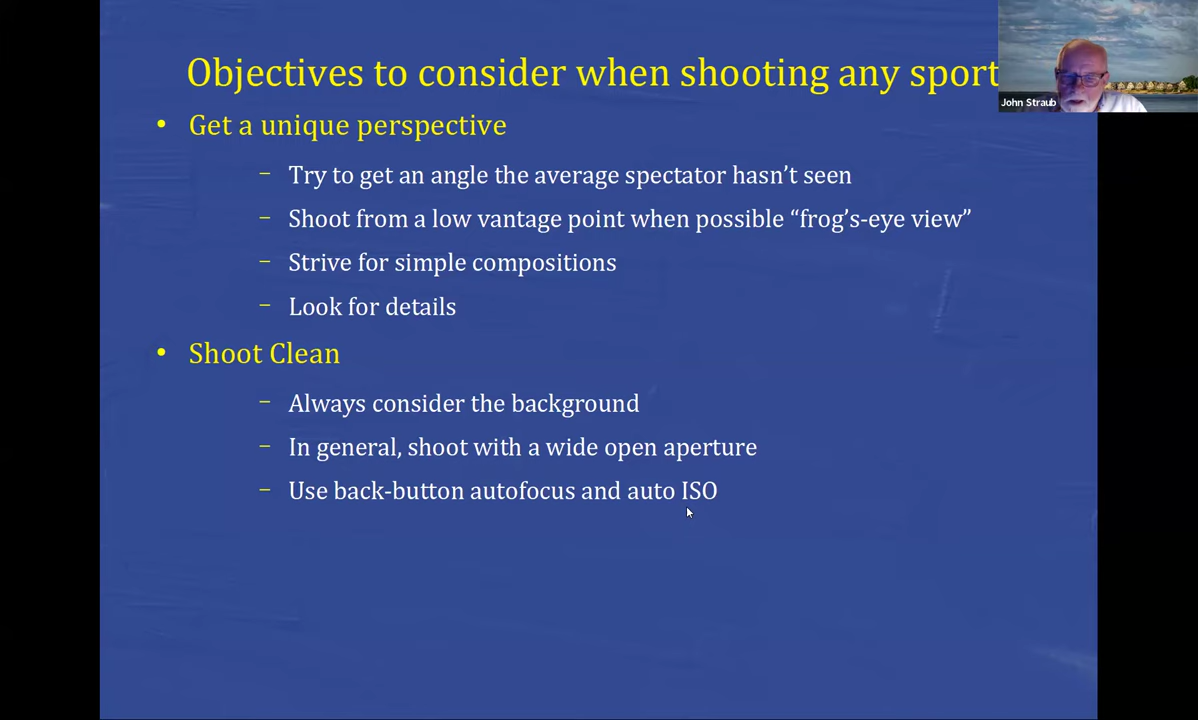 Objectives to consider when shooting any sport
John Straub
• Get a unique perspective
– Try to get an angle the average spectator hasn’t seen
– Shoot from a low vantage point when possible “frog’s-eye view”
– Strive for simple compositions
– Look for details
• Shoot Clean
– Always consider the background
– In general, shoot with a wide open aperture
– Use back-button autofocus and auto ISO